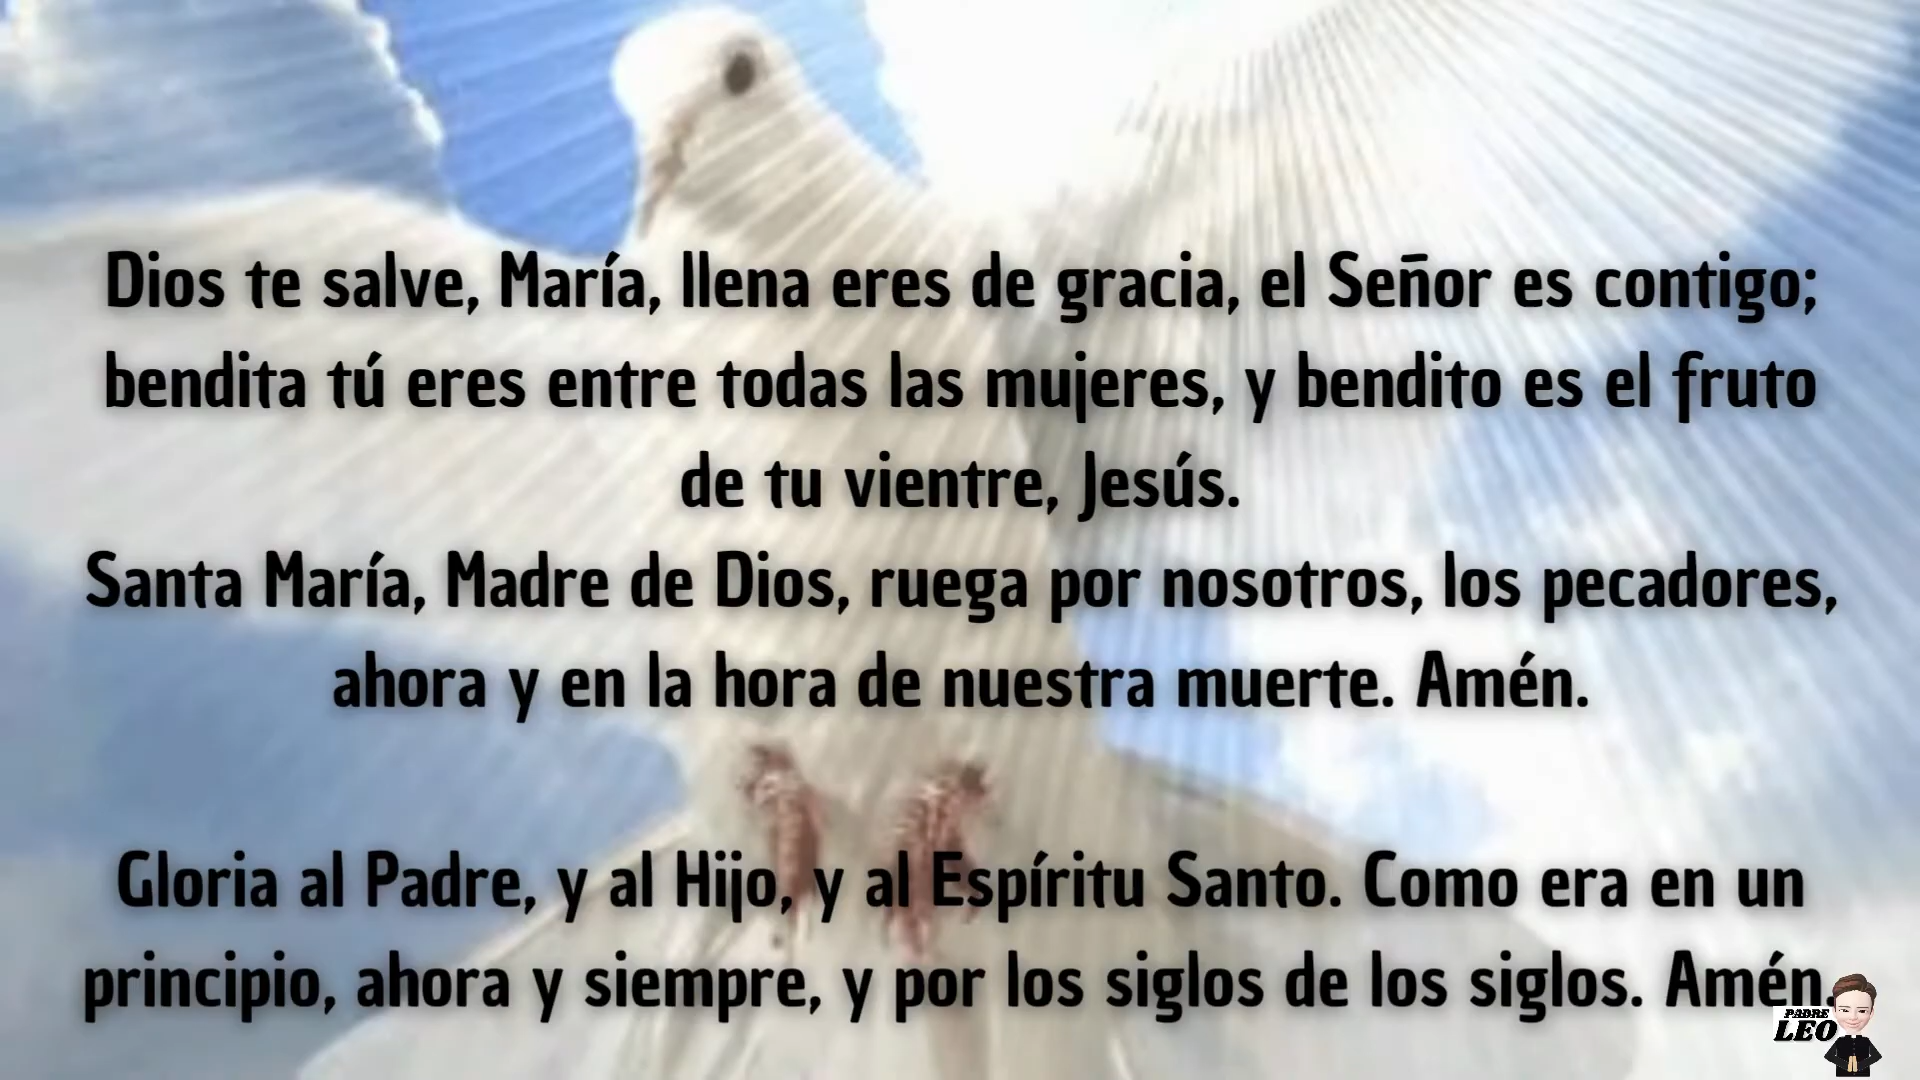 Dios te salve, María, llena eres de gracia, el Señor es contigo;
bendita tú eres entre todas las mujeres, y bendito es el fruto
de tu vientre, Jesús.
Santa María, Madre de Dios, ruega por nosotros, los pecadores,
ahora y en la hora de nuestra muerte. Amén.
Gloria al Padre, y al Hijo, y al Espíritu Santo. Como era en un
principio, ahora y siempre, y por los siglos de los siglos. Amén.
PADRE
LEO